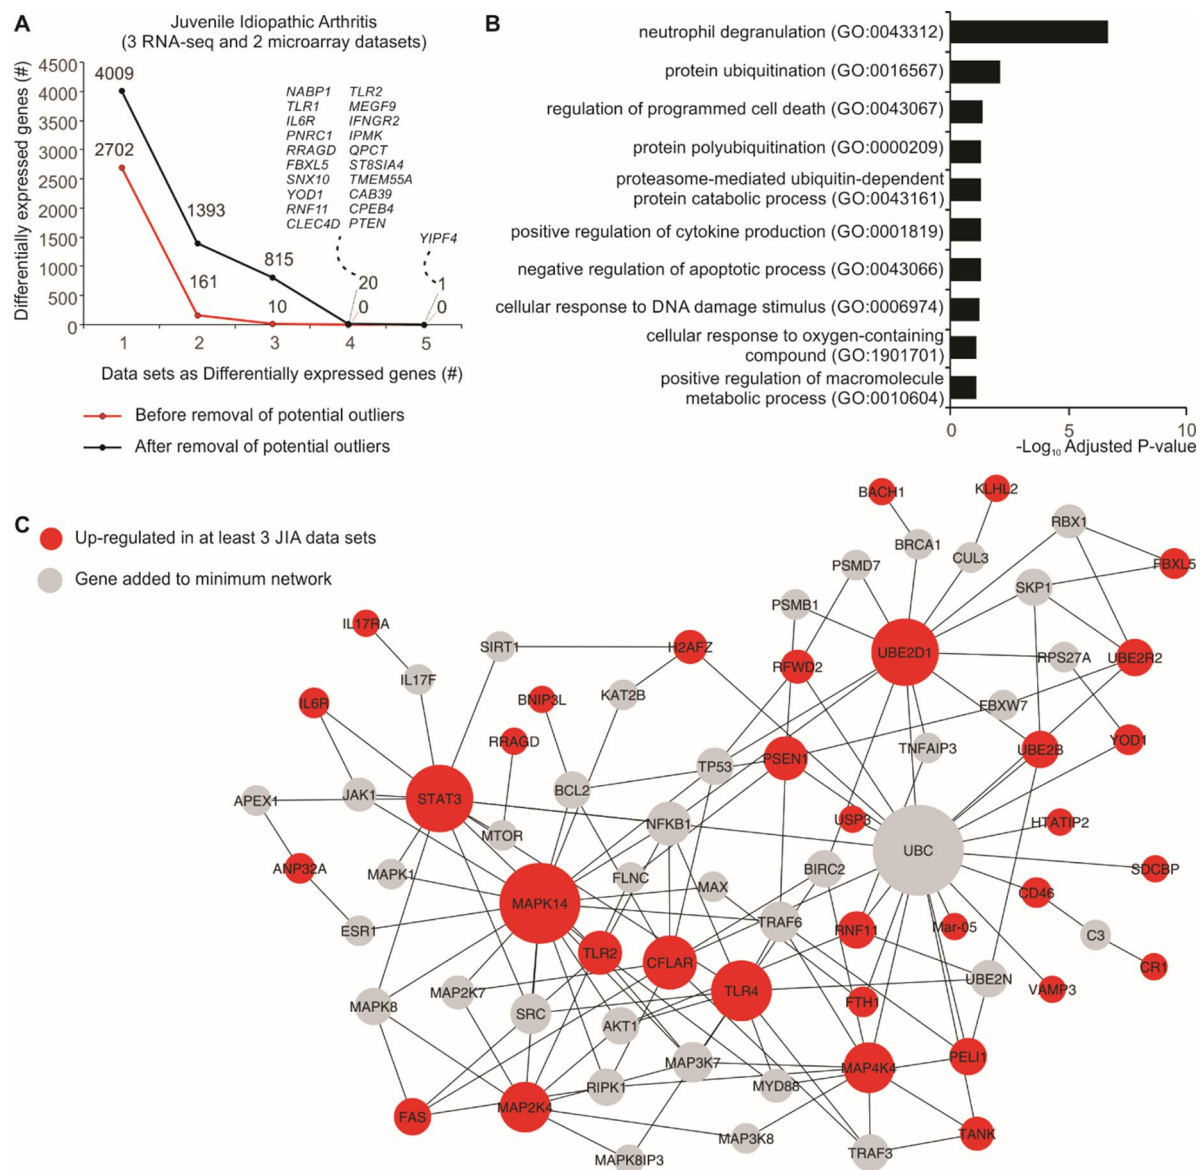 A
Juvenile Idiopathic Arthritis
(3 RNA-seq and 2 microarray datasets)
Differentially expressed genes (#)
4500
4000
3500
3000
2500
2000
1500
1000
500
0
4009
2702
1393
161
815
10
20
0
1
0
NABP1 TLR2
TLR1 MEGF9
IL6R IFNGR2
PNRC1 IPMK
RRAGD QPCT
FBXL5 ST8SIA4
SNX10 TMEM55A
YOD1 CAB39
RNF11 CPEB4
CLEC4D PTEN
YIPF4
1 2 3 4 5
Data sets as Differentially expressed genes (#)
Before removal of potential outliers
After removal of potential outliers
B
neutrophil degranulation (GO:0043312)
protein ubiquitination (GO:0016567)
regulation of programmed cell death (GO:0043067)
protein polyubiquitination (GO:0000209)
proteasome-mediated ubiquitin-dependent
protein catabolic process (GO:0043161)
positive regulation of cytokine production (GO:0001819)
negative regulation of apoptotic process (GO:0043066)
cellular response to DNA damage stimulus (GO:0006974)
cellular response to oxygen-containing
compound (GO:1901701)
positive regulation of macromolecule
metabolic process (GO:0010604)
0 5 10
-Log₁₀ Adjusted P-value
C
Up-regulated in at least 3 JIA data sets
Gene added to minimum network
BACH1
KLHL2
RBX1
BRCA1
CUL3
PSMD7
FBXL5
SKP1
PSMB1
IL17RA
SIRT1
H2AFZ
UBE2D1
RFWD2
RPS27A
UBE2R2
IL17F
KAT2B
IL6R
BNIP3L
FBXW7
RRAGD
TNFAIP3
UBE2B
YOD1
PSEN1
TP53
BCL2
APEX1
JAK1
STAT3
MTOR
NFKB1
USP3
HTATIP2
UBC
ANP32A
MAPK1
FLNC
MAX
BIRC2
SDCBP
CD46
MAPK14
TRAF6
ESR1
RNF11
Mar-05
C3
TLR2
CFLAR
CR1
MAPK8
MAP2K7
TLR4
UBE2N
VAMP3
SRC
AKT1
FTH1
MAP3K7
MAP4K4
PELI1
RIPK1
MYD88
FAS
MAP2K4
MAP3K8
TANK
MAPK8IP3
TRAF3